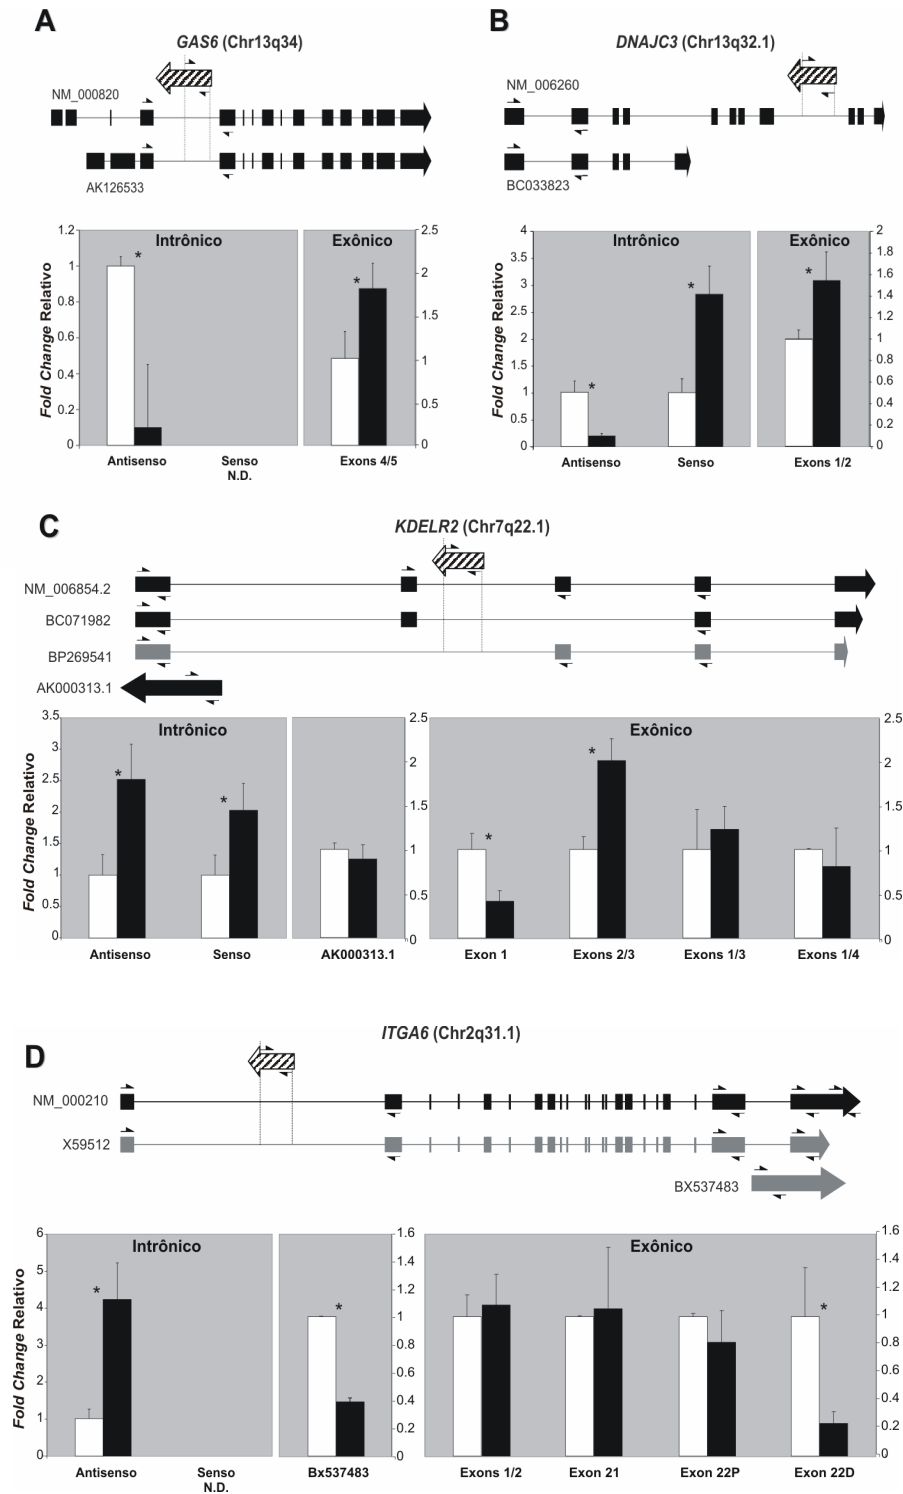 A
GAS6 (Chr13q34)
NM_000820
AK126533
1.2
1
0.8
0.6
0.4
0.2
0
Fold Change Relativo
Intrônico
*
Antisenso
Senso
N.D.
Exônico
*
Exons 4/5
2.5
2
1.5
1
0.5
0
B
DNAJC3 (Chr13q32.1)
NM_006260
BC033823
4
3.5
3
2.5
2
1.5
1
0.5
0
Fold Change Relativo
Intrônico
*
*
Antisenso
Senso
Exônico
*
Exons 1/2
2
1.8
1.6
1.4
1.2
1
0.8
0.6
0.4
0.2
0
C
KDELR2 (Chr7q22.1)
NM_006854.2
BC071982
BP269541
AK000313.1
3.5
3
2.5
2
1.5
1
0.5
0
Fold Change Relativo
Intrônico
*
*
Antisenso
Senso
AK000313.1
2.5
2
1.5
1
0.5
0
Exônico
*
*
Exon 1
Exons 2/3
Exons 1/3
Exons 1/4
2.5
2
1.5
1
0.5
0
D
ITGA6 (Chr2q31.1)
NM_000210
X59512
BX537483
6
5
4
3
2
1
0
Fold Change Relativo
Intrônico
*
Antisenso
Senso
N.D.
*
Bx537483
1.6
1.4
1.2
1
0.8
0.6
0.4
0.2
0
Exônico
*
Exons 1/2
Exon 21
Exon 22P
Exon 22D
1.6
1.4
1.2
1
0.8
0.6
0.4
0.2
0